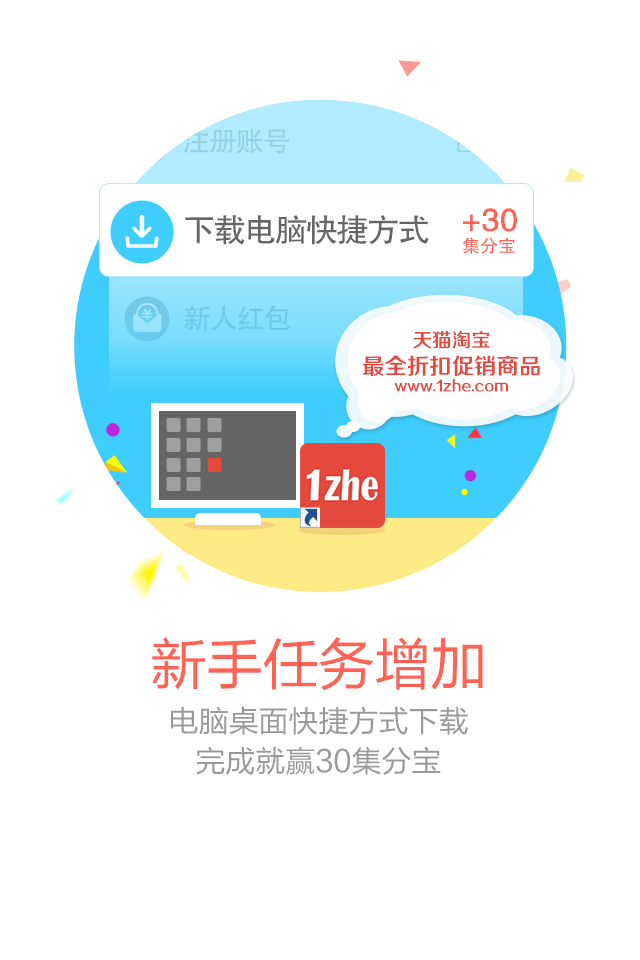 注册账号
下载电脑快捷方式
+30
集分宝
新人红包
天猫淘宝
最全折扣促销商品
www.1zhe.com
1zhe
新手任务增加
电脑桌面快捷方式下载
完成就赢30集分宝